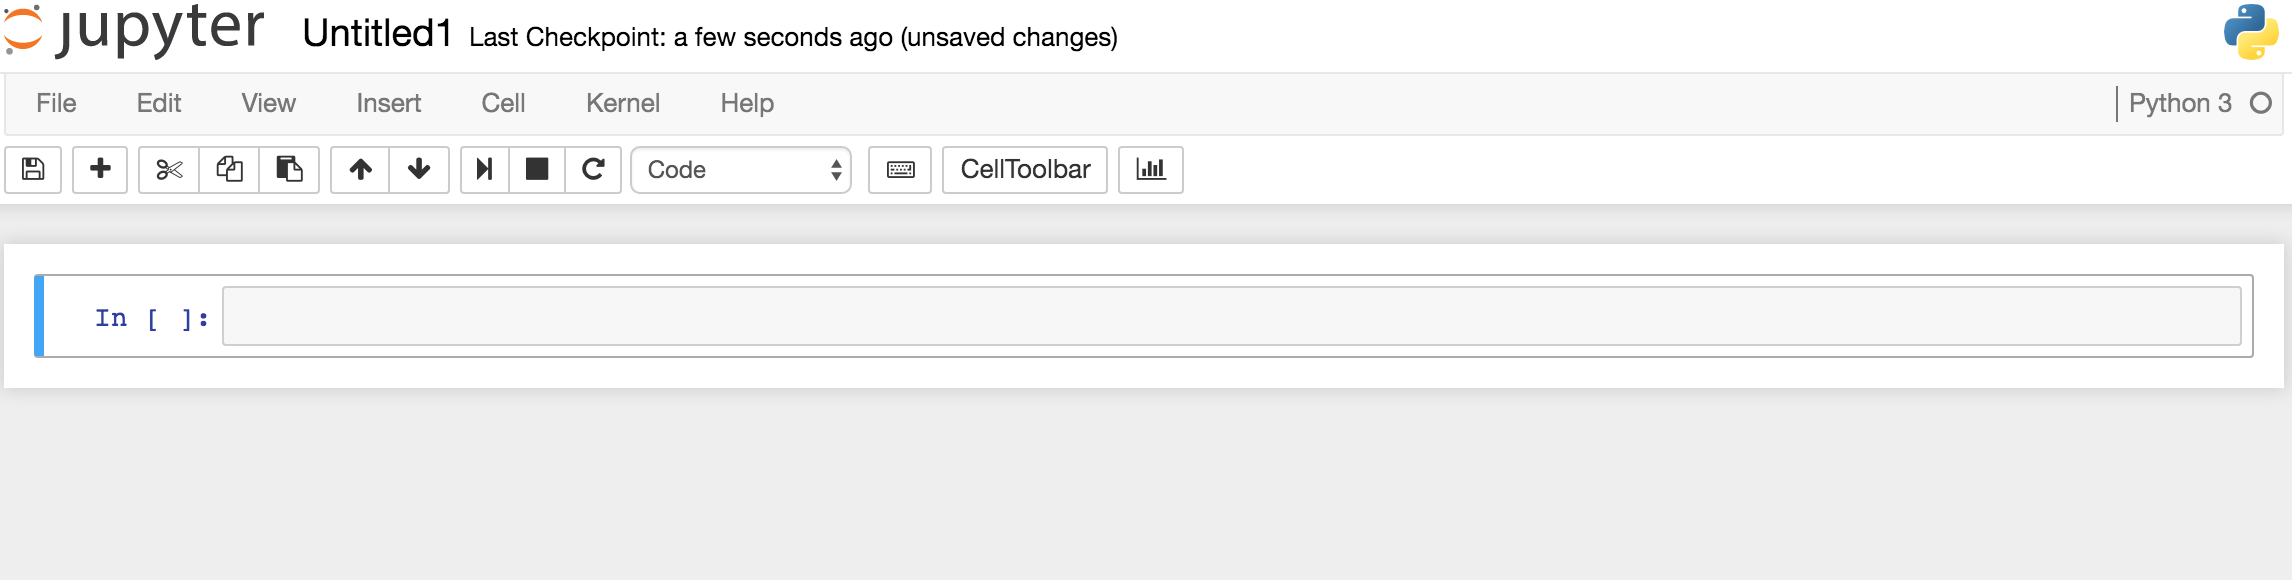 jupyter Untitled1 Last Checkpoint: a few seconds ago (unsaved changes)
File Edit View Insert Cell Kernel Help Python 3
Code CellToolbar
In [ ]: